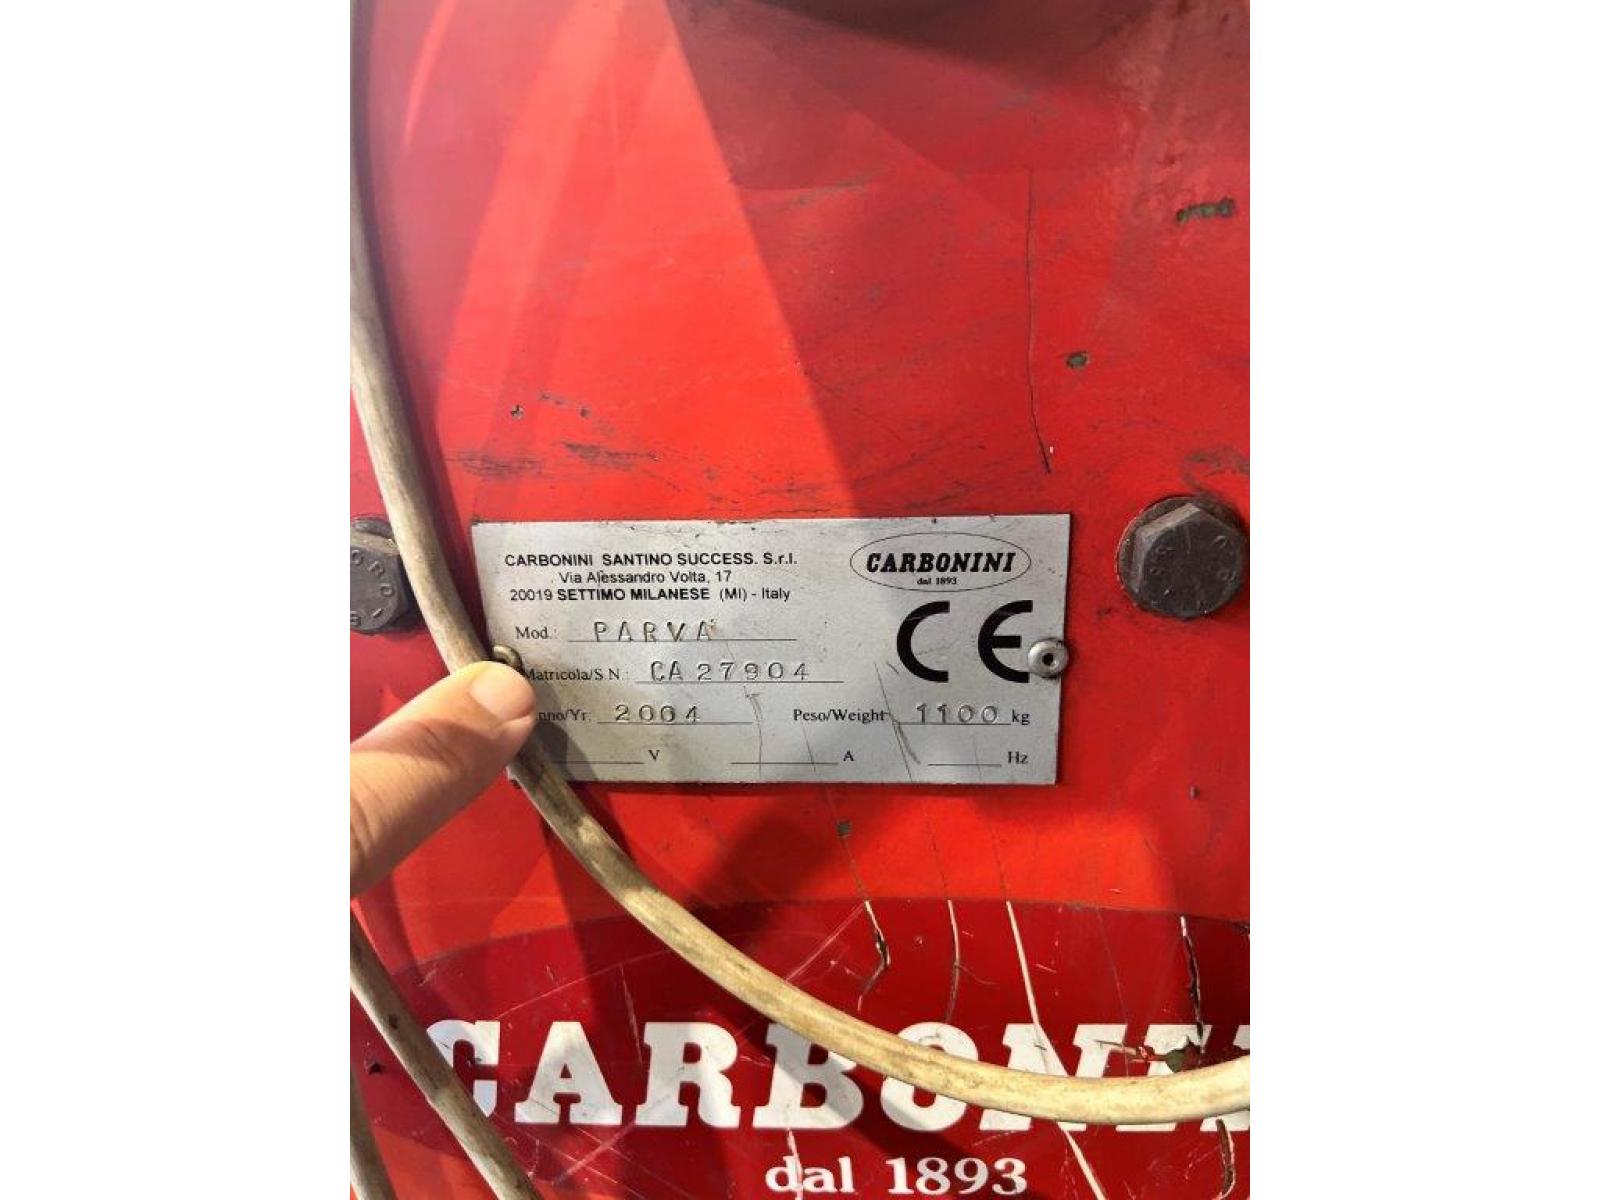 CARBONINI SANTINO SUCCESS. S.r.l.
Via Alessandro Volta, 17
20019 SETTIMO MILANESE (MI) - Italy
CARBONINI
dal 1893
CE
Mod.: PARVA
Matricola/S.N.: CA 27904
nno/Yr: 2004 Peso/Weight 1100 kg
V A Hz
CARBONI
dal 1893